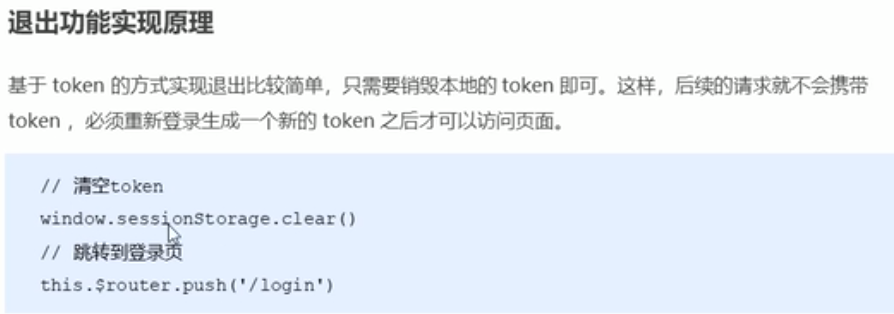 退出功能实现原理
基于 token 的方式实现退出比较简单，只需要销毁本地的 token 即可。这样，后续的请求就不会携带
token ，必须重新登录生成一个新的 token 之后才可以访问页面。
// 清空token
window.sessionStorage.clear()
// 跳转到登录页
this.$router.push('/login')